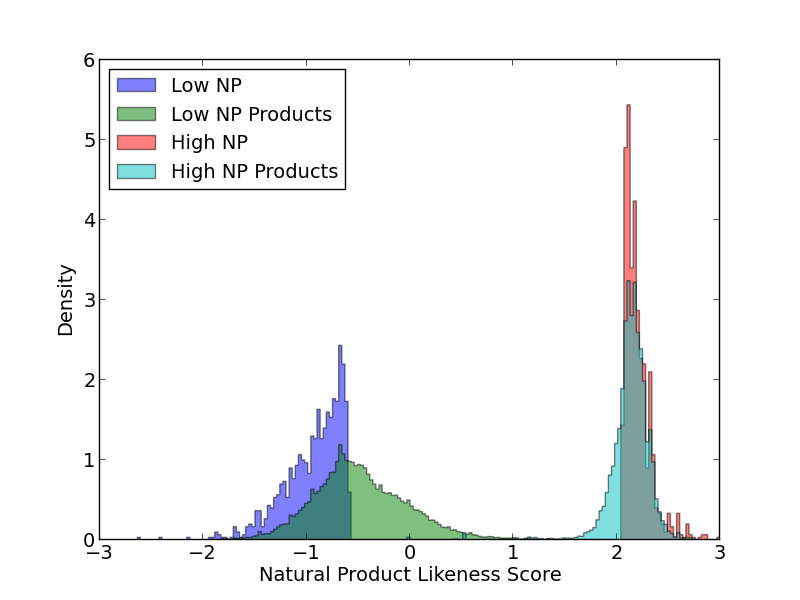 6
5
4
3
2
1
0
Density
Low NP
Low NP Products
High NP
High NP Products
−3
−2
−1
0
1
2
3
Natural Product Likeness Score